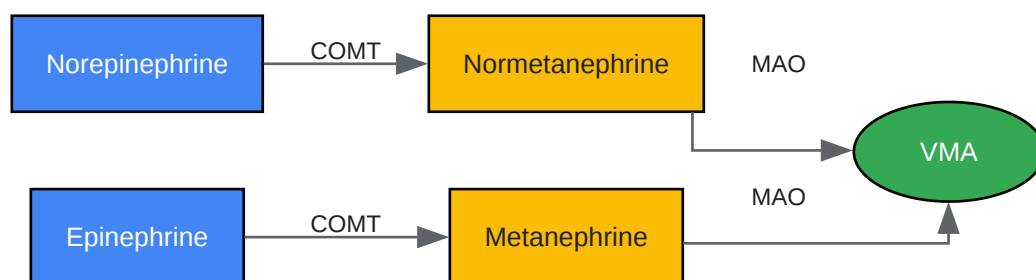 Norepinephrine
COMT
Normetanephrine
MAO
VMA
Epinephrine
COMT
Metanephrine
MAO